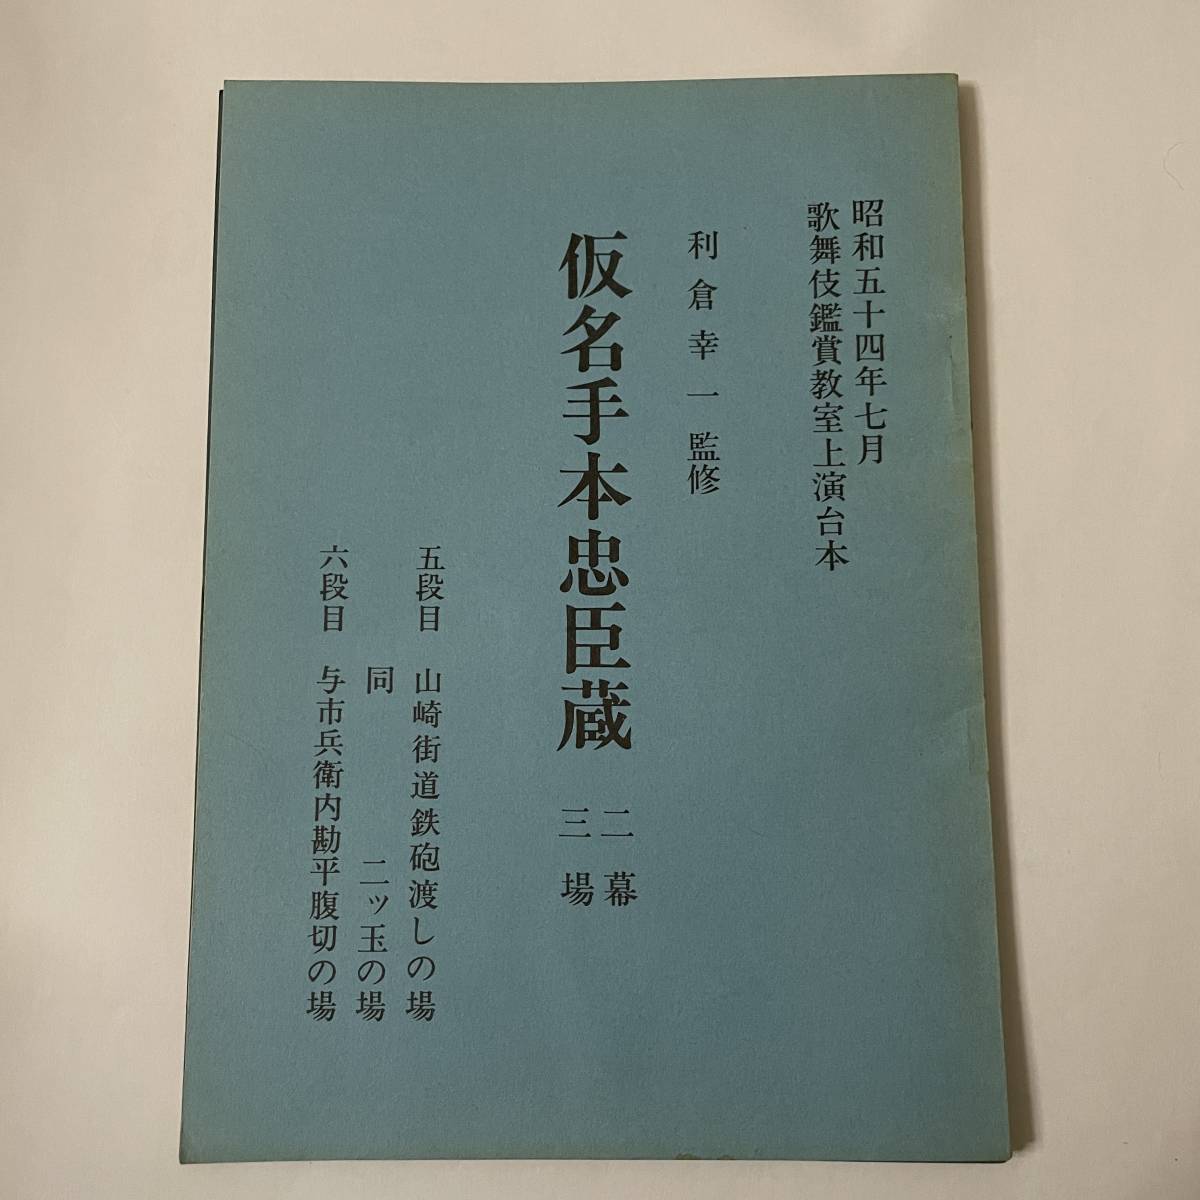 昭和五十四年七月
歌舞伎鑑賞教室上演台本
利倉幸一監修
仮名手本忠臣蔵
二幕
三場
五段目 山崎街道鉄砲渡しの場
同 二ッ玉の場
六段目 与市兵衛内勘平腹切の場